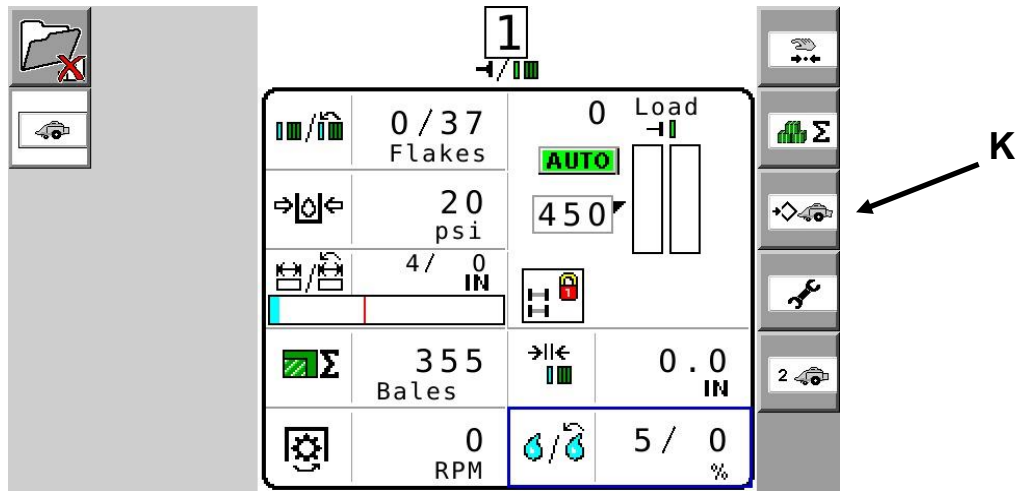 1
0/37
Flakes
0
Load
AUTO
20
psi
450
4/ 0
IN
1
355
Bales
0.0
IN
0
RPM
5/ 0
%
Σ
Σ
2
K